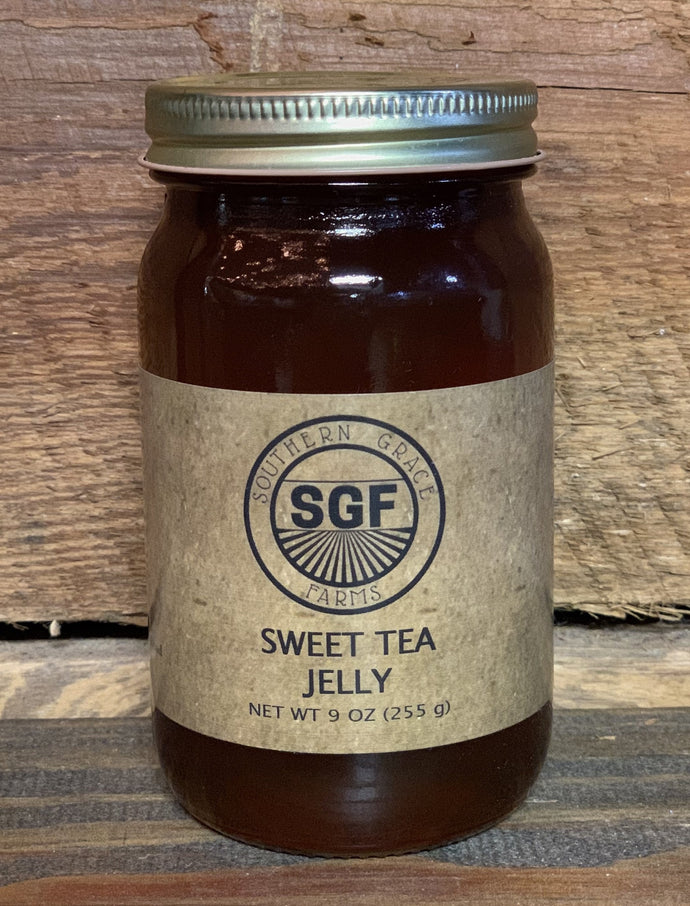 SOUTHERN GRACE
SGF
FARMS
SWEET TEA
JELLY
NET WT 9 OZ (255 g)